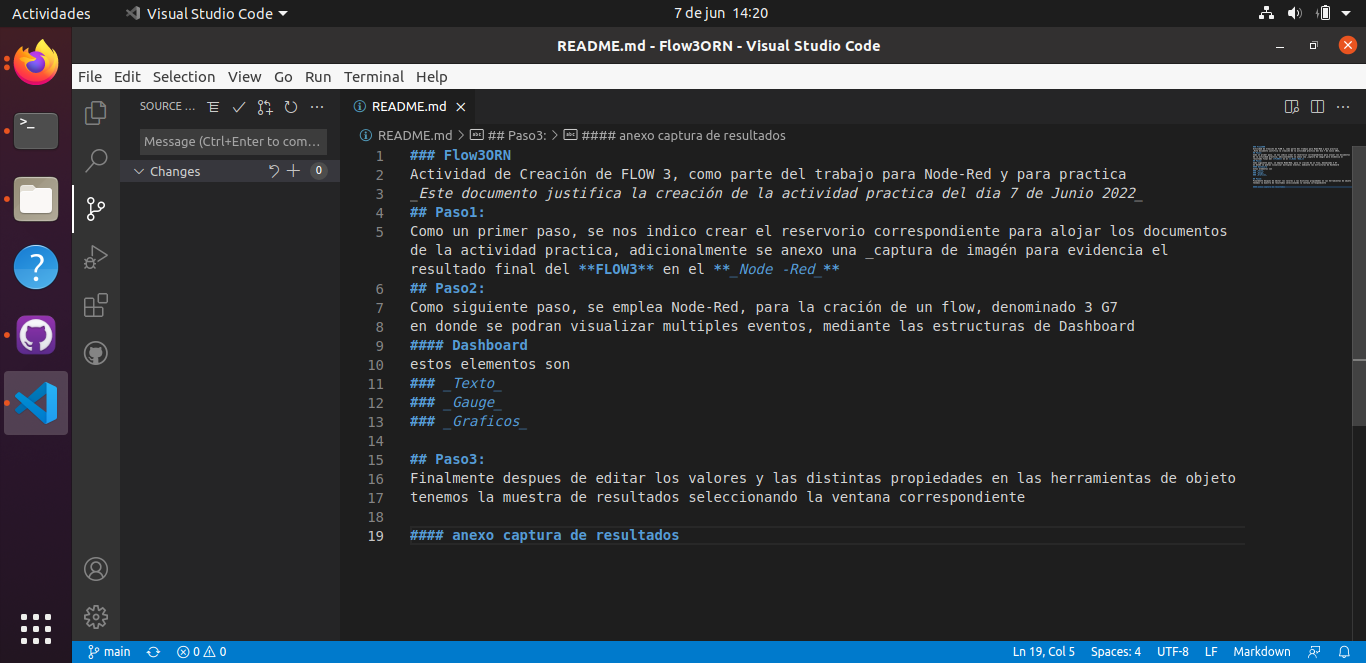 Actividades
Visual Studio Code
7 de jun 14:20
README.md - Flow3ORN - Visual Studio Code
File Edit Selection View Go Run Terminal Help
SOURCE ...
Message (Ctrl+Enter to com...
Changes
0
README.md
README.md > ## Paso3: > #### anexo captura de resultados
1 ### Flow3ORN
2 Actividad de Creación de FLOW 3, como parte del trabajo para Node-Red y para practica
3 _Este documento justifica la creación de la actividad practica del dia 7 de Junio 2022_
4 ## Paso1:
5 Como un primer paso, se nos indico crear el reservorio correspondiente para alojar los documentos
de la actividad practica, adicionalmente se anexo una _captura de imagén para evidencia el
resultado final del **FLOW3** en el **_Node -Red_**
6 ## Paso2:
7 Como siguiente paso, se emplea Node-Red, para la cración de un flow, denominado 3 G7
8 en donde se podran visualizar multiples eventos, mediante las estructuras de Dashboard
9 #### Dashboard
10 estos elementos son
11 ### _Texto_
12 ### _Gauge_
13 ### _Graficos_
14
15 ## Paso3:
16 Finalmente despues de editar los valores y las distintas propiedades en las herramientas de objeto
17 tenemos la muestra de resultados seleccionando la ventana correspondiente
18
19 #### anexo captura de resultados
main 0 0 Ln 19, Col 5 Spaces: 4 UTF-8 LF Markdown